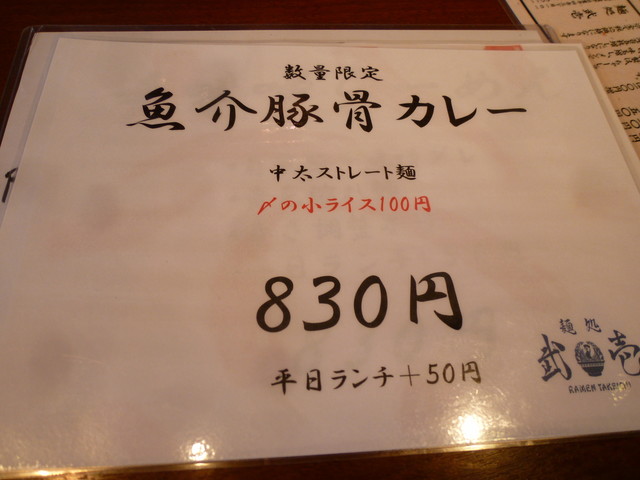 数量限定
魚介豚骨カレー
中太ストレート麺
〆の小ライス100円
830円
平日ランチ+50円
麺処
武壱